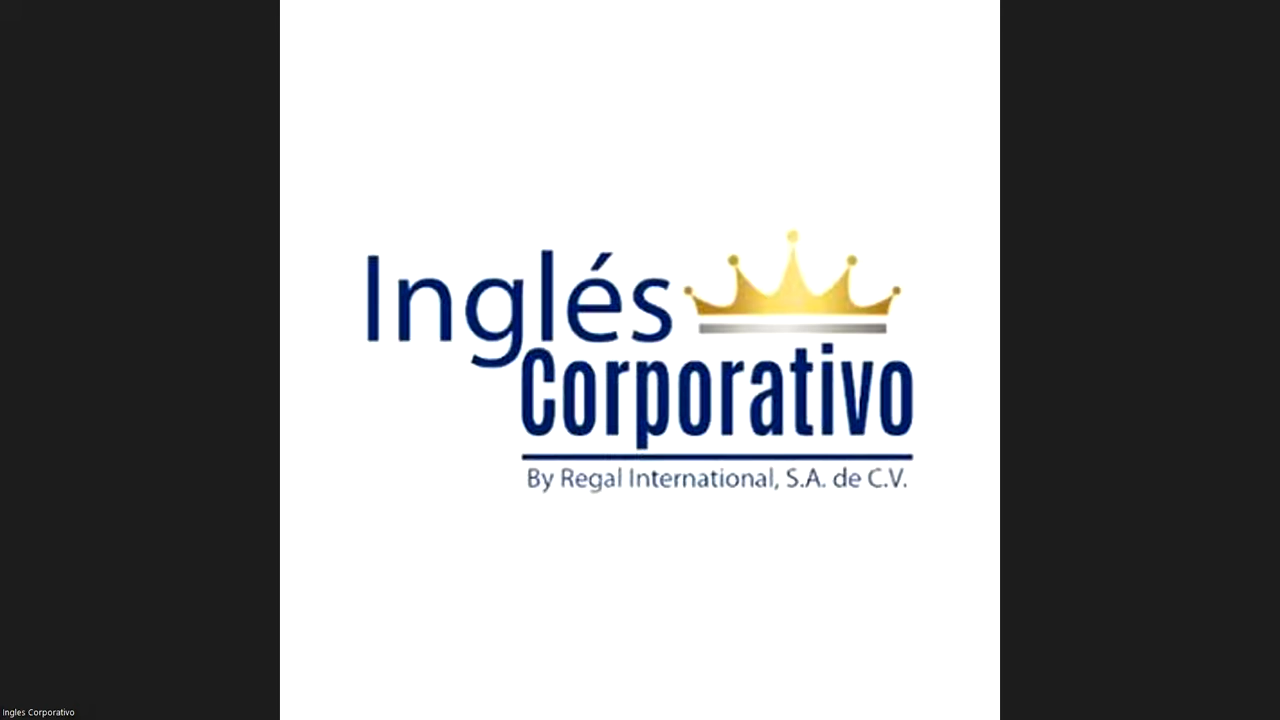 Inglés
Corporativo
By Regal International, S.A. de C.V.
Ingles Corporativo